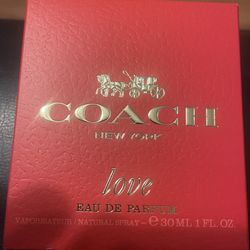 COACH
NEW YORK
love
EAU DE PARFUM
VAPORISATEUR / NATURAL SPRAY - ℮ 30 ML 1 FL. OZ.